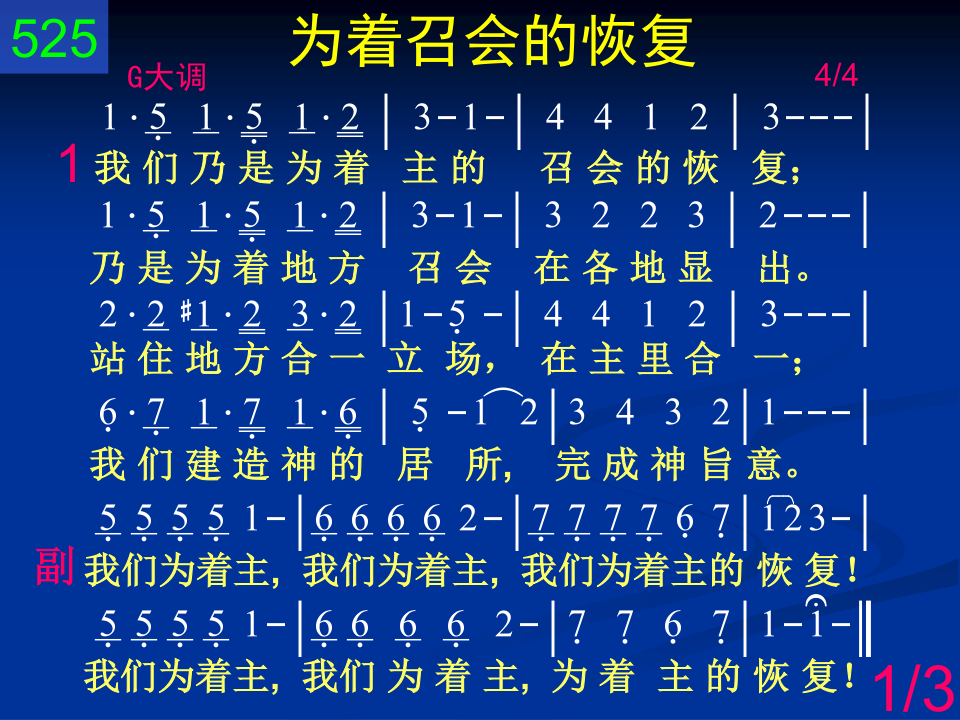 525
为着召会的恢复
G大调
4/4
1·5 1·5 1·2 | 3-1- | 4 4 1 2 | 3--- |
1 我们乃是为着 主的 召会的恢 复；
1·5 1·5 1·2 | 3-1- | 3 2 2 3 | 2--- |
乃是为着地方 召会 在各地显 出。
2·2 #1·2 3·2 | 1-5- | 4 4 1 2 | 3--- |
站住地方合一 立场， 在主里合 一；
6·7 1·7 1·6 | 5-1 2 | 3 4 3 2 | 1--- |
我们建造神的 居 所, 完成神旨意。
5 5 5 5 1- | 6 6 6 6 2- | 7 7 7 7 6 7 | 1 2 3- |
副 我们为着主, 我们为着主, 我们为着主的恢复！
5 5 5 5 1- | 6 6 6 6 2- | 7 7 6 7 | 1-1- ‖
我们为着主, 我们为着主, 为着 主的恢复！
1/3